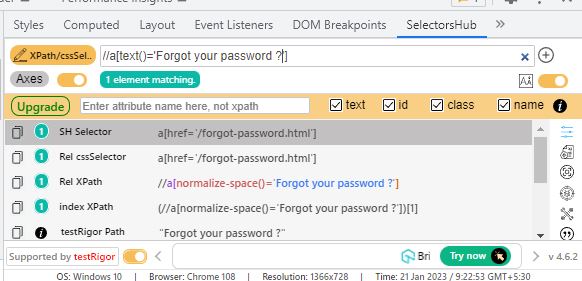 Performance Insights
Styles Computed Layout Event Listeners DOM Breakpoints SelectorsHub
XPath/cssSel.. //a[text()='Forgot your password ?']
Axes 1 element matching.
Upgrade Enter attribute name here, not xpath text id class name
1 SH Selector a[href='/forgot-password.html']
1 Rel cssSelector a[href='/forgot-password.html']
1 Rel XPath //a[normalize-space()='Forgot your password ?']
1 index XPath (//a[normalize-space()='Forgot your password ?'])[1]
testRigor Path "Forgot your password ?"
Supported by testRigor Bri Try now > v 4.6.2
OS: Windows 10 | Browser: Chrome 108 | Resolution: 1366x728 | Time: 21 Jan 2023 / 9:22:53 GMT+5:30